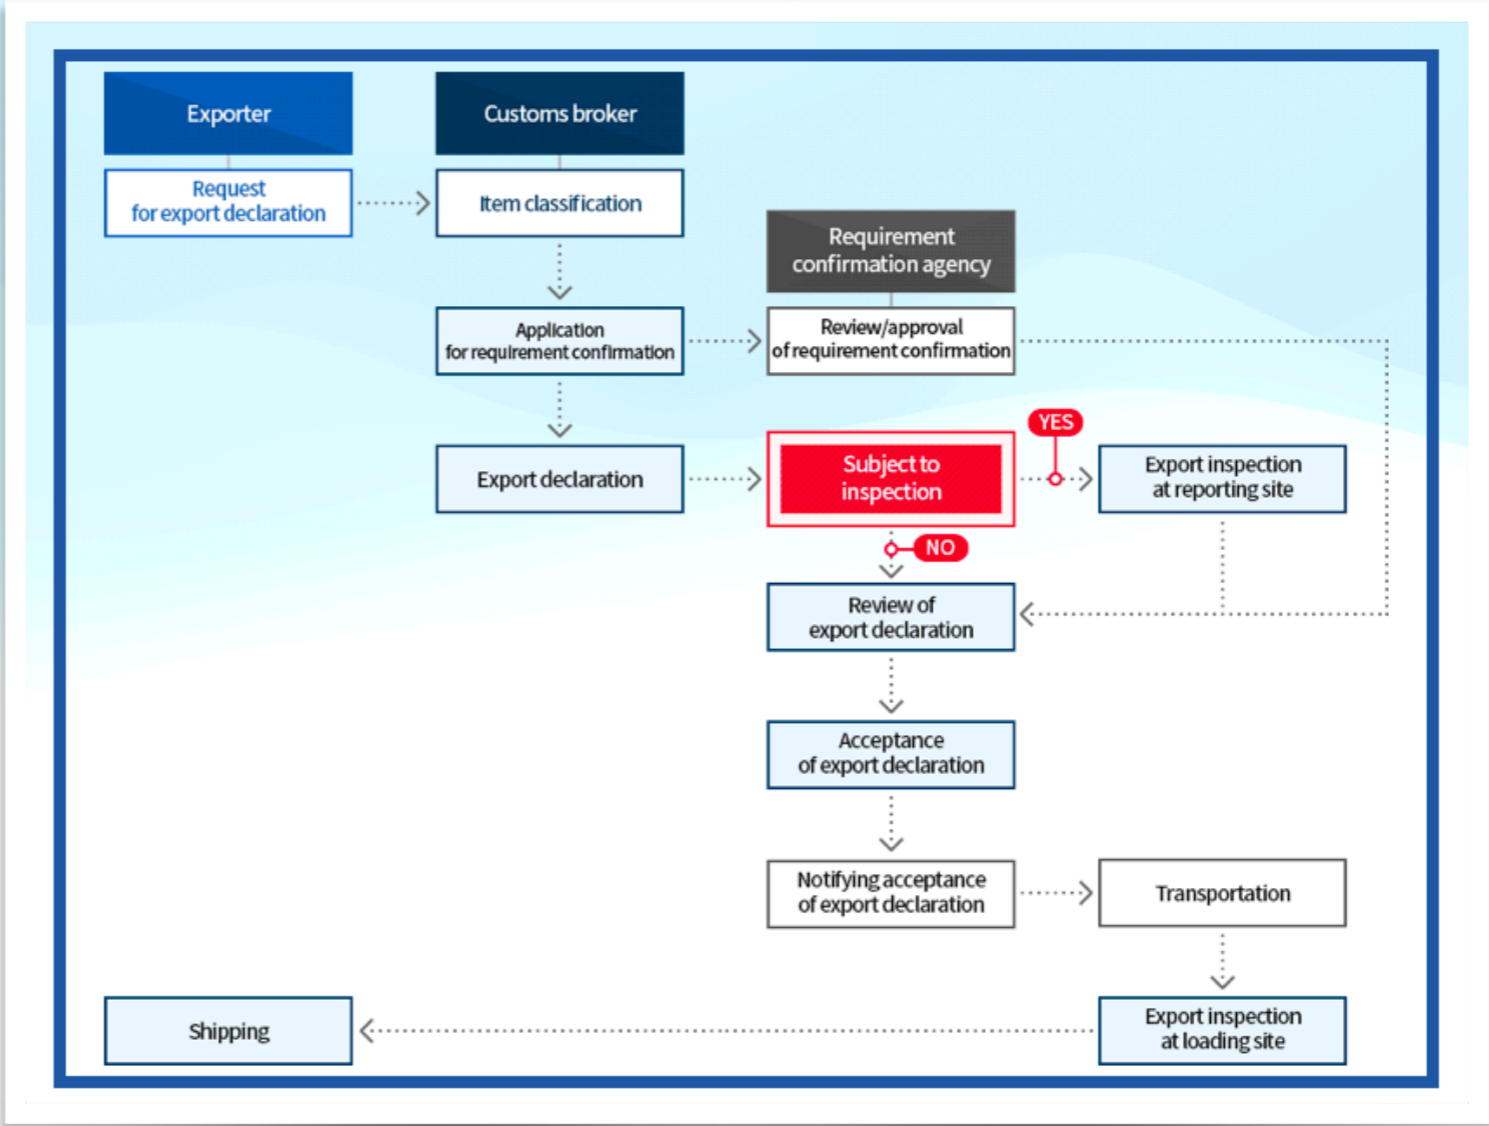 Exporter
Customs broker
Request
for export declaration
Item classification
Requirement
confirmation agency
Application
for requirement confirmation
Review/approval
of requirement confirmation
YES
Export declaration
Subject to
inspection
Export inspection
at reporting site
NO
Review of
export declaration
Acceptance
of export declaration
Notifying acceptance
of export declaration
Transportation
Shipping
Export inspection
at loading site